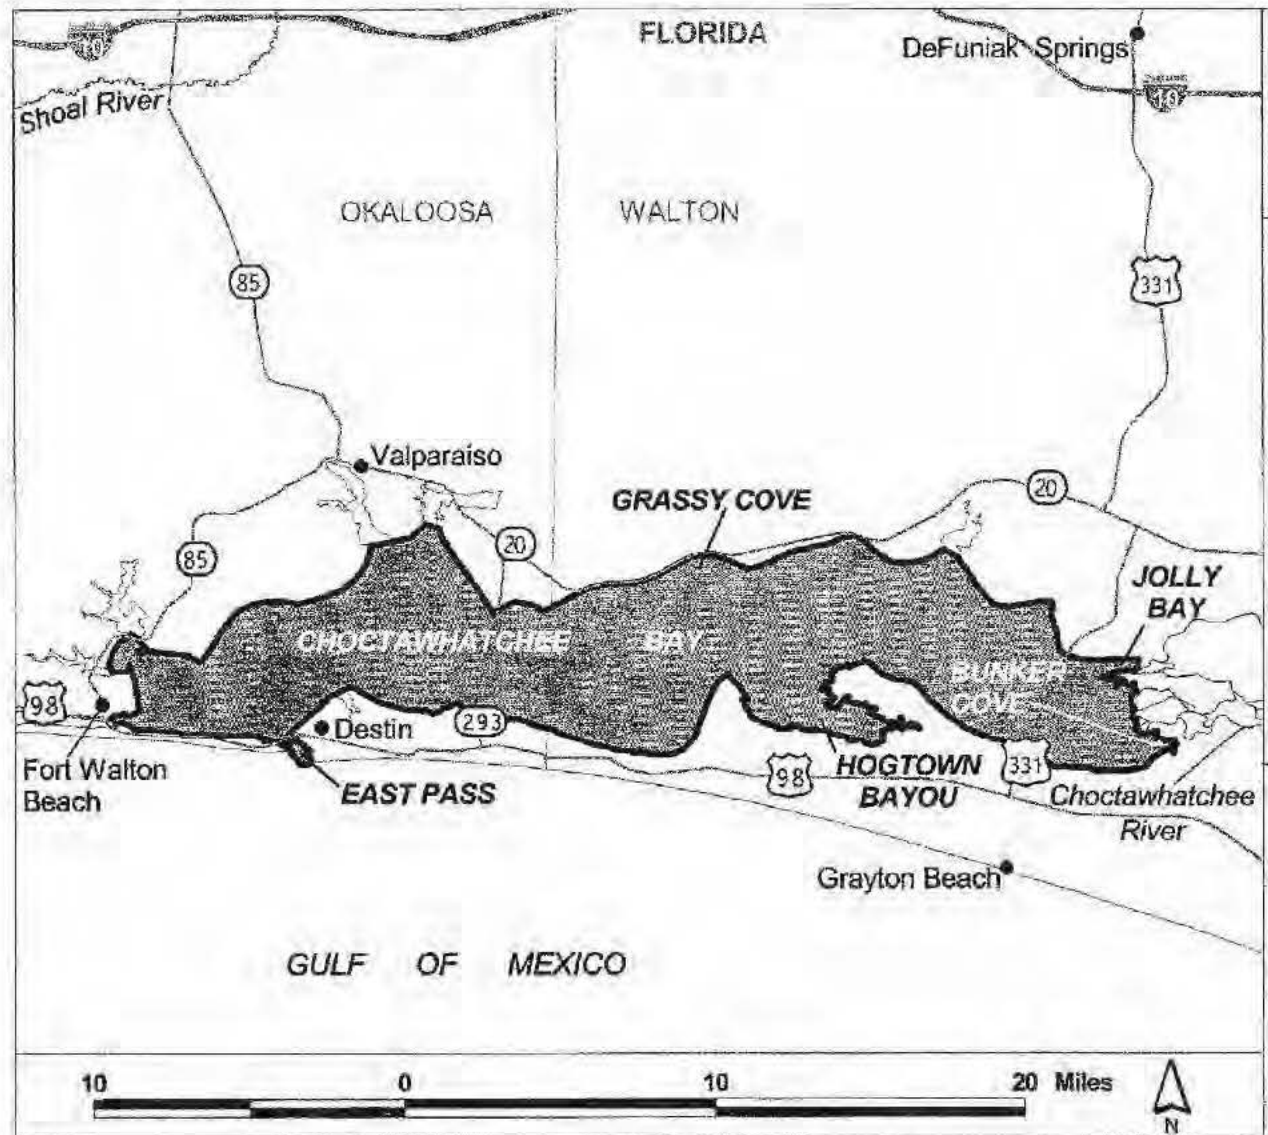 FLORIDA
DeFuniak Springs
10
10
Shoal River
OKALOOSA
WALTON
85
331
Valparaiso
GRASSY COVE
20
20
85
JOLLY
BAY
CHOCTAWHATCHEE BAY
BUNKER
COVE
98
293
Destin
Fort Walton
Beach
EAST PASS
98
HOGTOWN
BAYOU
331
Choctawhatchee
River
Grayton Beach
GULF OF MEXICO
10 0 10 20 Miles
N